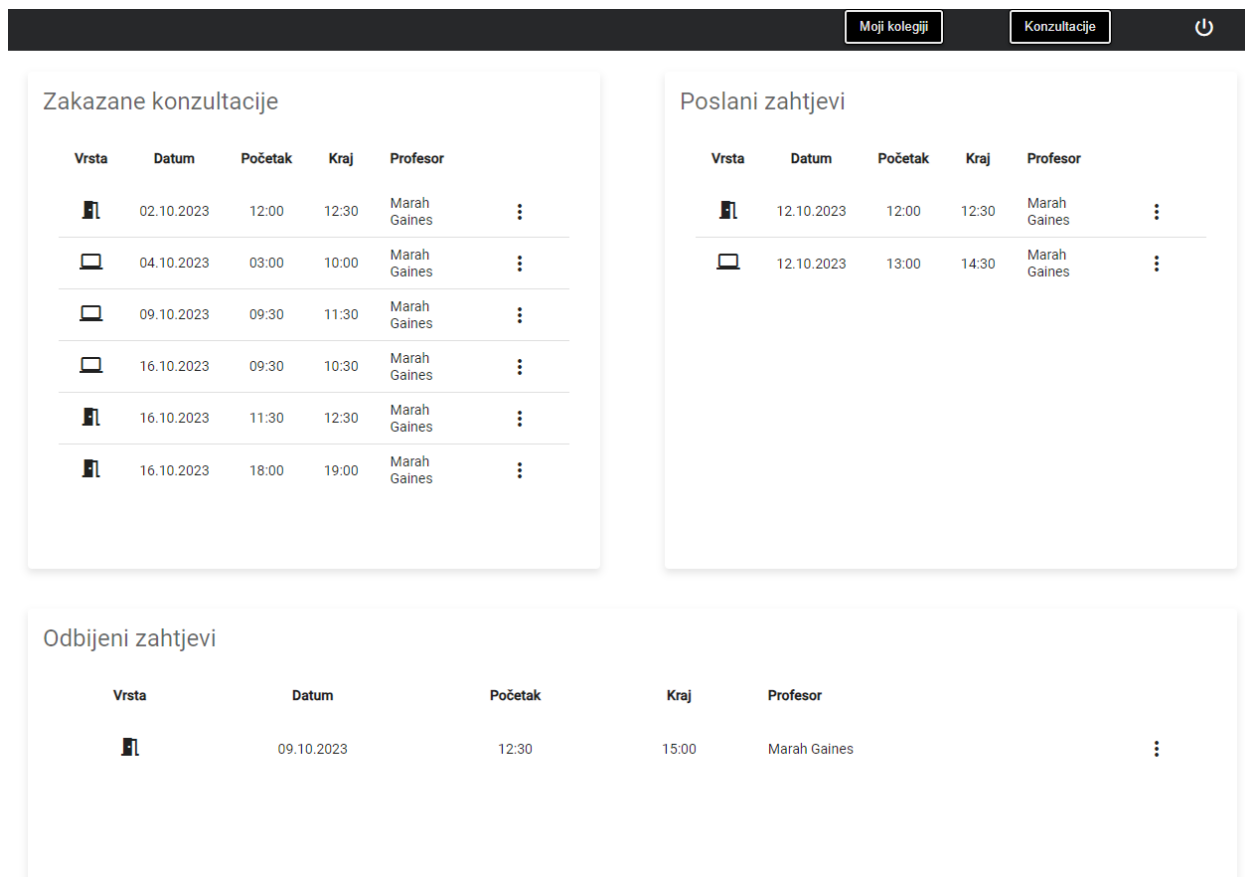 Moji kolegiji Konzultacije
Zakazane konzultacije
Vrsta Datum Početak Kraj Profesor
02.10.2023 12:00 12:30 Marah Gaines
04.10.2023 03:00 10:00 Marah Gaines
09.10.2023 09:30 11:30 Marah Gaines
16.10.2023 09:30 10:30 Marah Gaines
16.10.2023 11:30 12:30 Marah Gaines
16.10.2023 18:00 19:00 Marah Gaines
Poslani zahtjevi
Vrsta Datum Početak Kraj Profesor
12.10.2023 12:00 12:30 Marah Gaines
12.10.2023 13:00 14:30 Marah Gaines
Odbijeni zahtjevi
Vrsta Datum Početak Kraj Profesor
09.10.2023 12:30 15:00 Marah Gaines